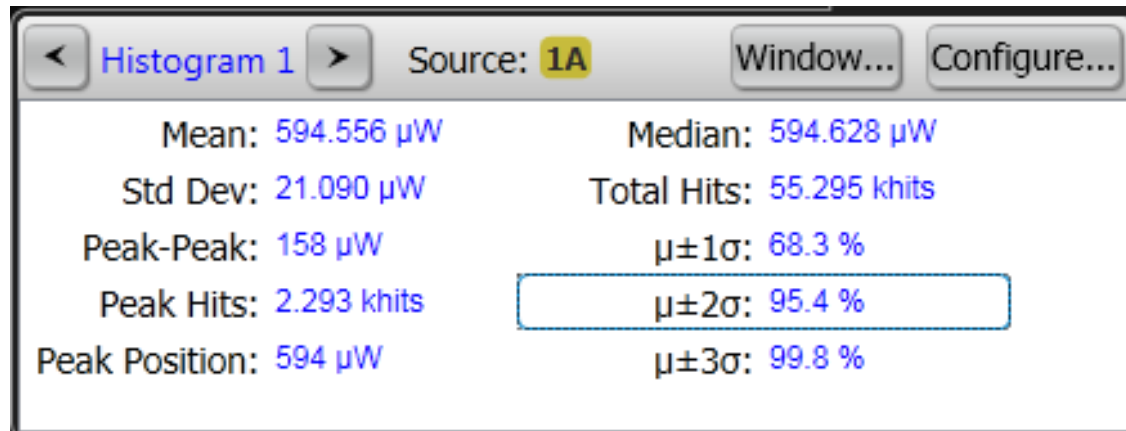 < Histogram 1 > Source: 1A Window... Configure...
Mean: 594.556 µW Median: 594.628 µW
Std Dev: 21.090 µW Total Hits: 55.295 khits
Peak-Peak: 158 µW µ±1σ: 68.3 %
Peak Hits: 2.293 khits µ±2σ: 95.4 %
Peak Position: 594 µW µ±3σ: 99.8 %